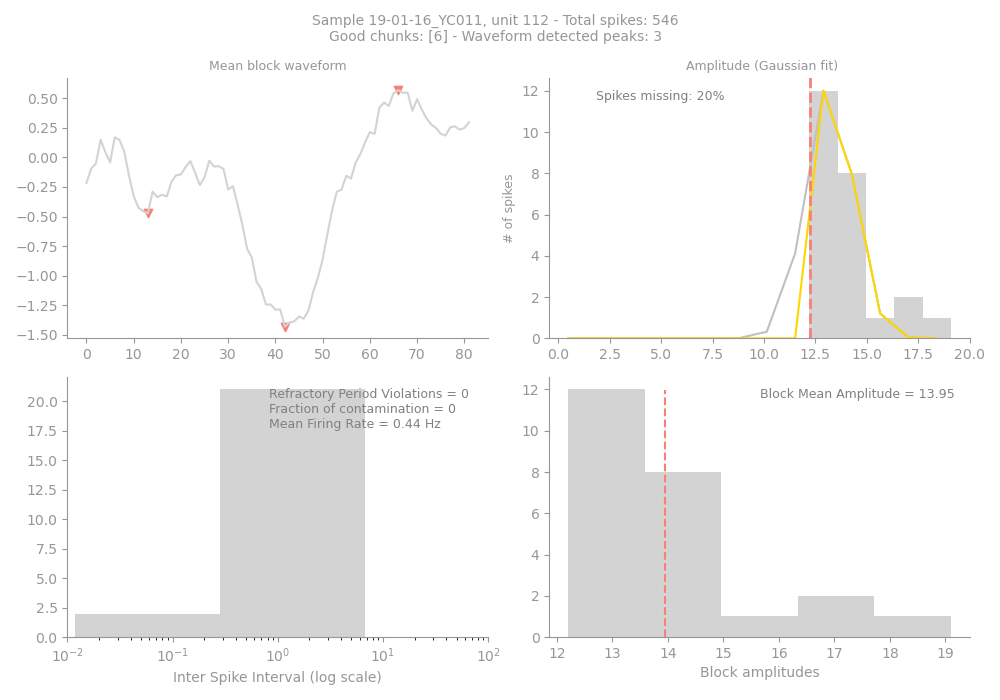 Sample 19-01-16_YC011, unit 112 - Total spikes: 546
Good chunks: [6] - Waveform detected peaks: 3
Mean block waveform
0.50
0.25
0.00
−0.25
−0.50
−0.75
−1.00
−1.25
−1.50
0 10 20 30 40 50 60 70 80
Amplitude (Gaussian fit)
Spikes missing: 20%
# of spikes
12
10
8
6
4
2
0
0.0 2.5 5.0 7.5 10.0 12.5 15.0 17.5 20.0
Refractory Period Violations = 0
Fraction of contamination = 0
Mean Firing Rate = 0.44 Hz
20.0
17.5
15.0
12.5
10.0
7.5
5.0
2.5
0.0
10⁻² 10⁻¹ 10⁰ 10¹ 10²
Inter Spike Interval (log scale)
Block Mean Amplitude = 13.95
12
10
8
6
4
2
0
12 13 14 15 16 17 18 19
Block amplitudes